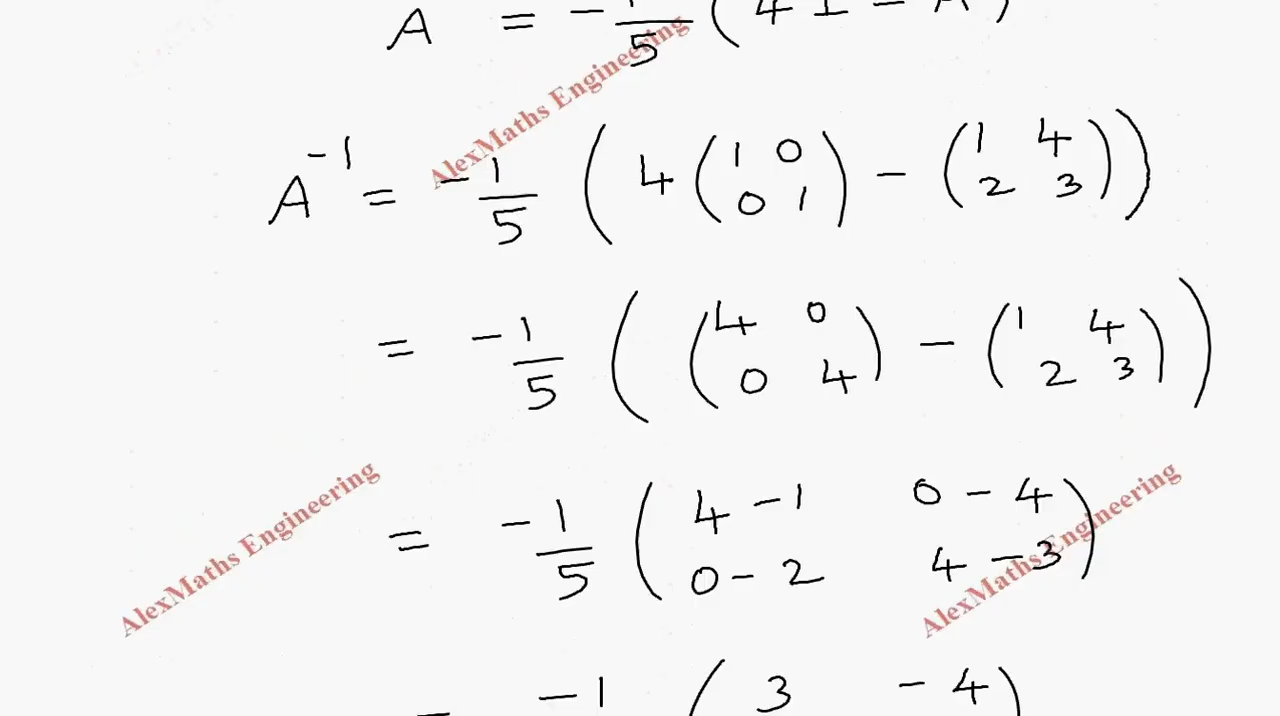 A = -1/5 ( 4 I - A )
A^-1 = -1/5 ( 4 ( 1 0 ; 0 1 ) - ( 1 4 ; 2 3 ) )
= -1/5 ( ( 4 0 ; 0 4 ) - ( 1 4 ; 2 3 ) )
= -1/5 ( 4 - 1 0 - 4 ; 0 - 2 4 - 3 )
-1 ( 3 -4 )
AlexMaths Engineering
AlexMaths Engineering
AlexMaths Engineering